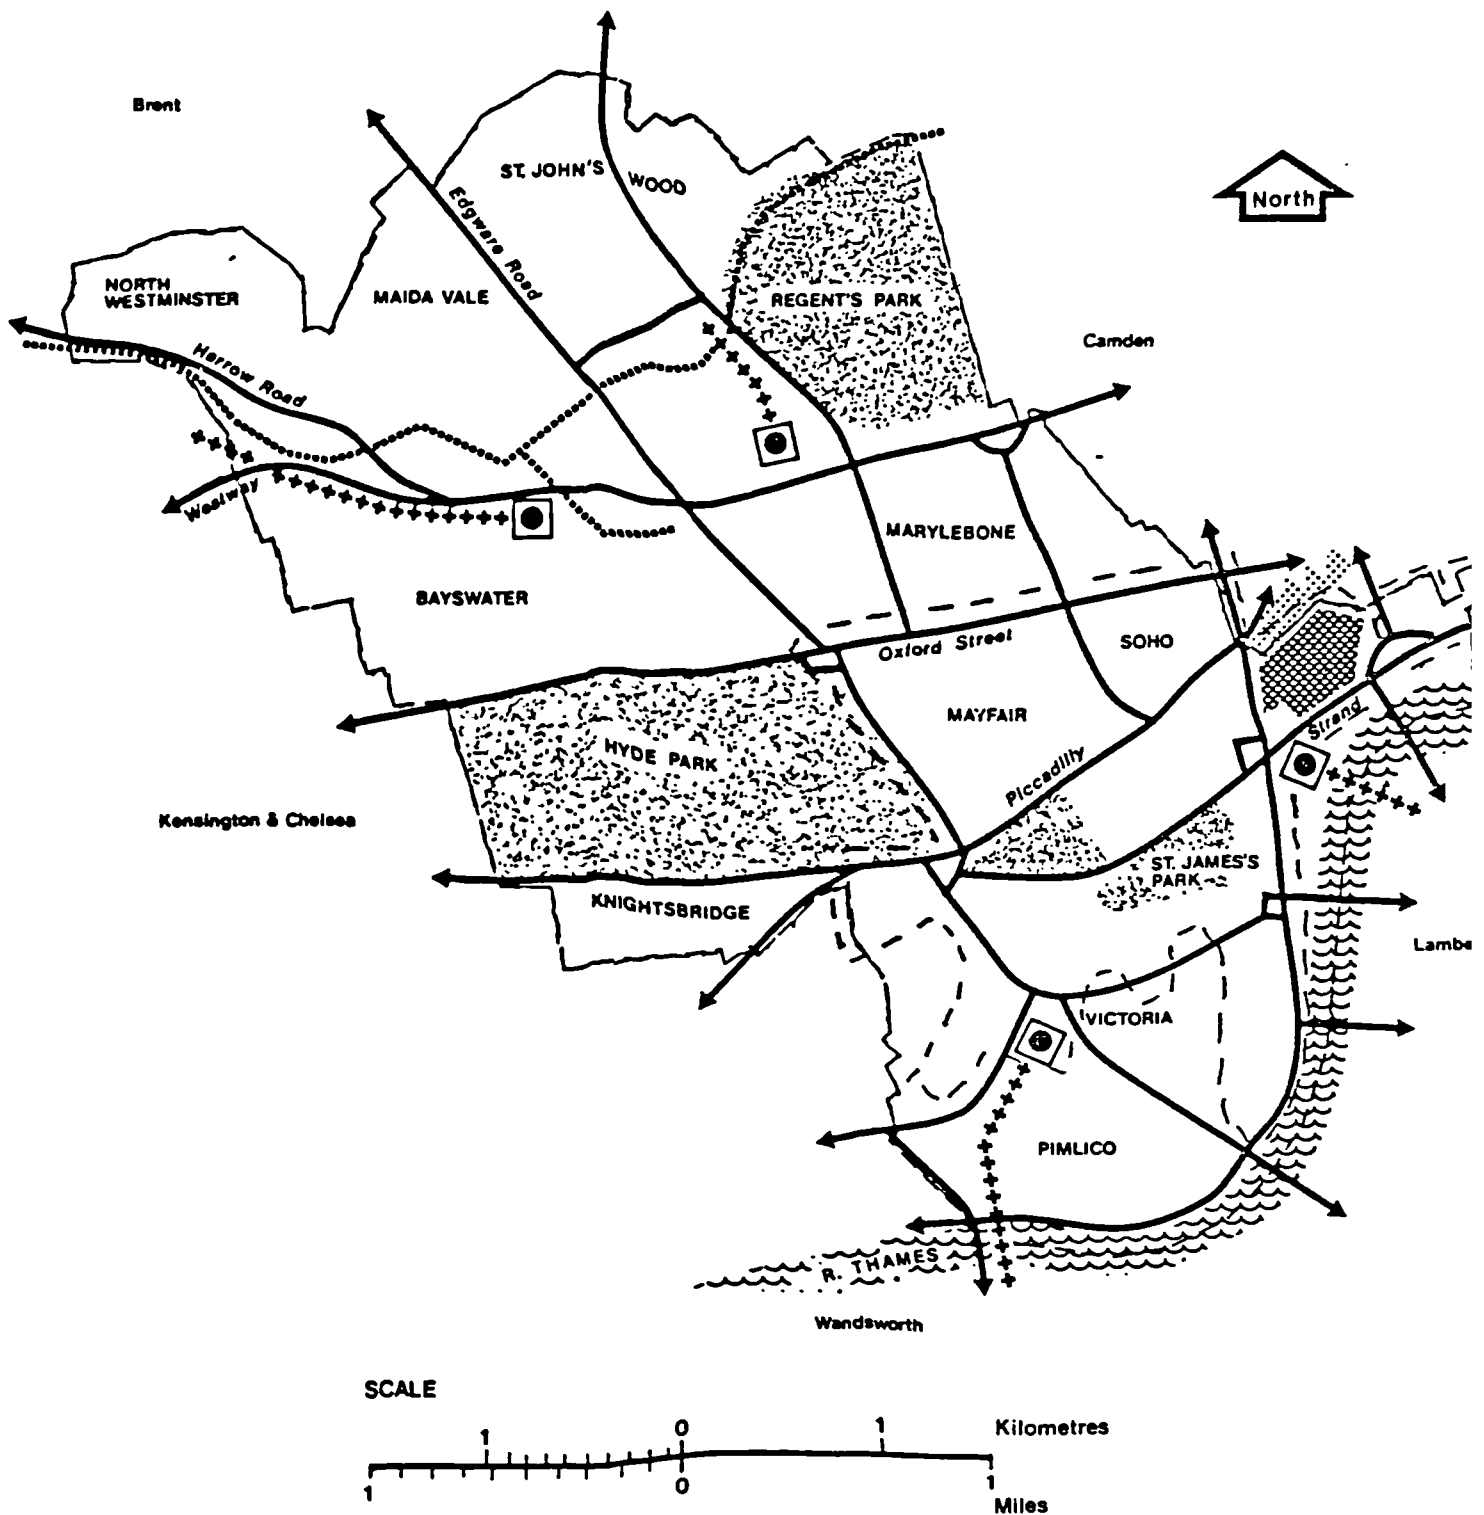 Brent
ST. JOHN'S WOOD
North
Edgware Road
NORTH
WESTMINSTER
MAIDA VALE
REGENT'S PARK
Camden
Harrow Road
Westway
MARYLEBONE
BAYSWATER
Oxford Street
SOHO
MAYFAIR
Strand
HYDE PARK
Piccadilly
Kensington & Chelsea
ST. JAMES'S
PARK
KNIGHTSBRIDGE
Lambe
VICTORIA
PIMLICO
R. THAMES
Wandsworth
SCALE
1 0 1 Kilometres
1 0 1
Miles